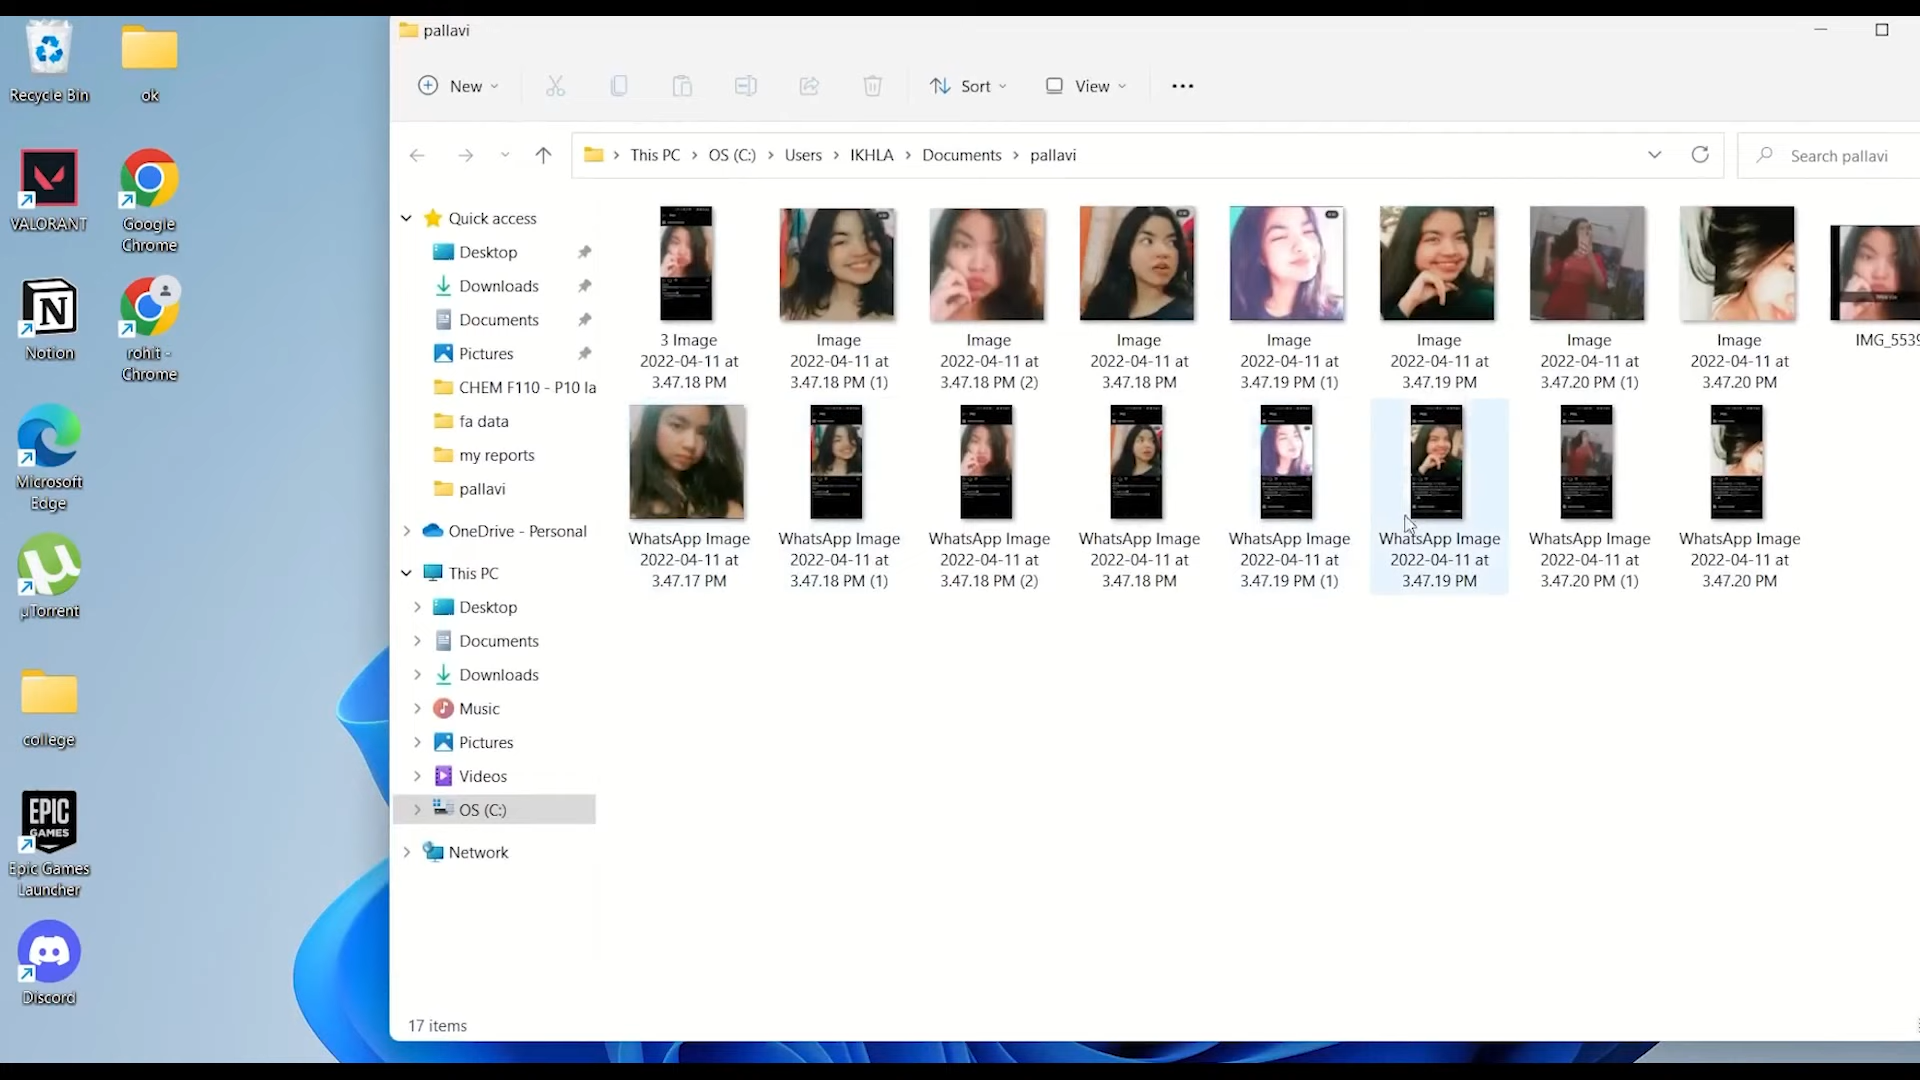 pallavi
New
Sort
View
This PC > OS (C:) > Users > IKHLA > Documents > pallavi
Search pallavi
Recycle Bin
ok
VALORANT
Google
Chrome
Notion
rohit -
Chrome
Microsoft
Edge
µTorrent
college
EPIC
GAMES
Epic Games
Launcher
Discord
Quick access
Desktop
Downloads
Documents
Pictures
CHEM F110 - P10 la
fa data
my reports
pallavi
OneDrive - Personal
This PC
Desktop
Documents
Downloads
Music
Pictures
Videos
OS (C:)
Network
3 Image
2022-04-11 at
3.47.18 PM
Image
2022-04-11 at
3.47.18 PM (1)
Image
2022-04-11 at
3.47.18 PM (2)
Image
2022-04-11 at
3.47.18 PM
Image
2022-04-11 at
3.47.19 PM (1)
Image
2022-04-11 at
3.47.19 PM
Image
2022-04-11 at
3.47.20 PM (1)
Image
2022-04-11 at
3.47.20 PM
IMG_5539
WhatsApp Image
2022-04-11 at
3.47.17 PM
WhatsApp Image
2022-04-11 at
3.47.18 PM (1)
WhatsApp Image
2022-04-11 at
3.47.18 PM (2)
WhatsApp Image
2022-04-11 at
3.47.18 PM
WhatsApp Image
2022-04-11 at
3.47.19 PM (1)
WhatsApp Image
2022-04-11 at
3.47.19 PM
WhatsApp Image
2022-04-11 at
3.47.20 PM (1)
WhatsApp Image
2022-04-11 at
3.47.20 PM
17 items